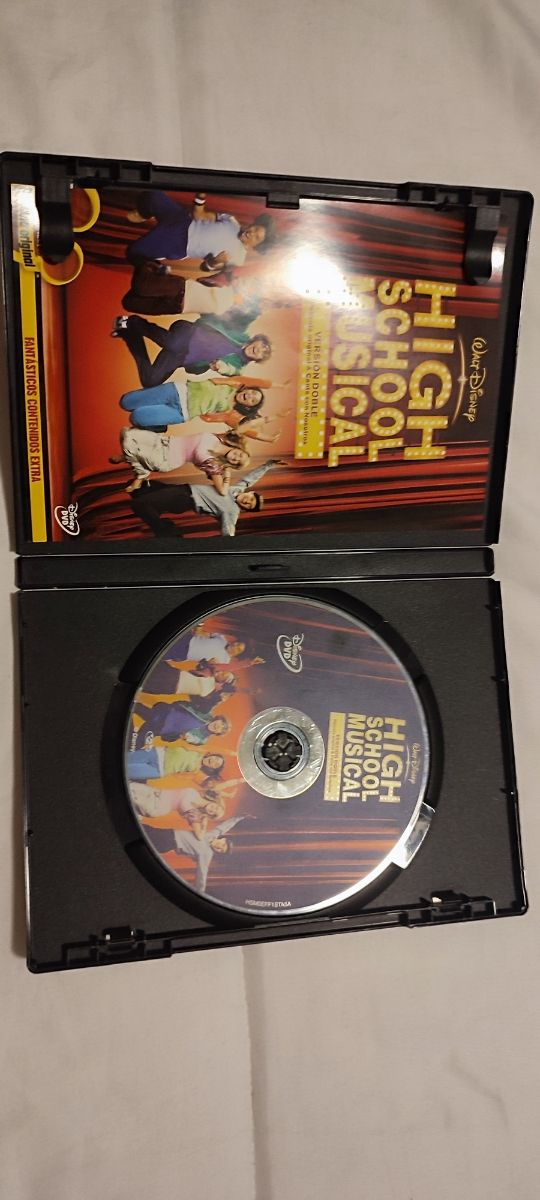 WALT DISNEY
HIGH
SCHOOL
MUSICAL
VERSIÓN DOBLE
Original
FANTÁSTICOS CONTENIDOS EXTRA
Disney
DVD
Disney
DVD
WALT DISNEY
HIGH
SCHOOL
MUSICAL
© Disney